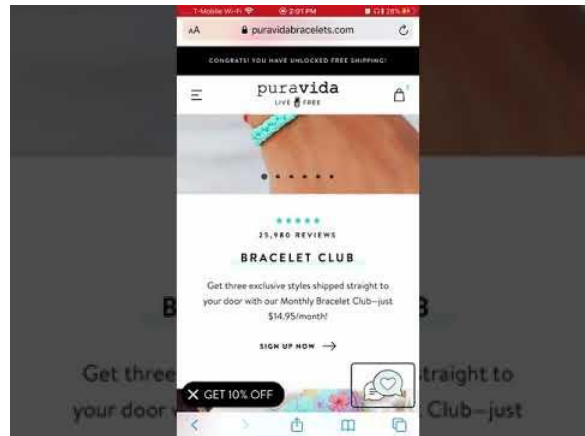 T-Mobile Wi-Fi 2:01 PM 28%
AA puravidabracelets.com
CONGRATS! YOU HAVE UNLOCKED FREE SHIPPING!
puravida
LIVE FREE
25,980 REVIEWS
BRACELET CLUB
Get three exclusive styles shipped straight to
your door with our Monthly Bracelet Club—just
$14.95/month!
SIGN UP NOW →
X GET 10% OFF
B
B
Get three
straight to
your door
Club—just